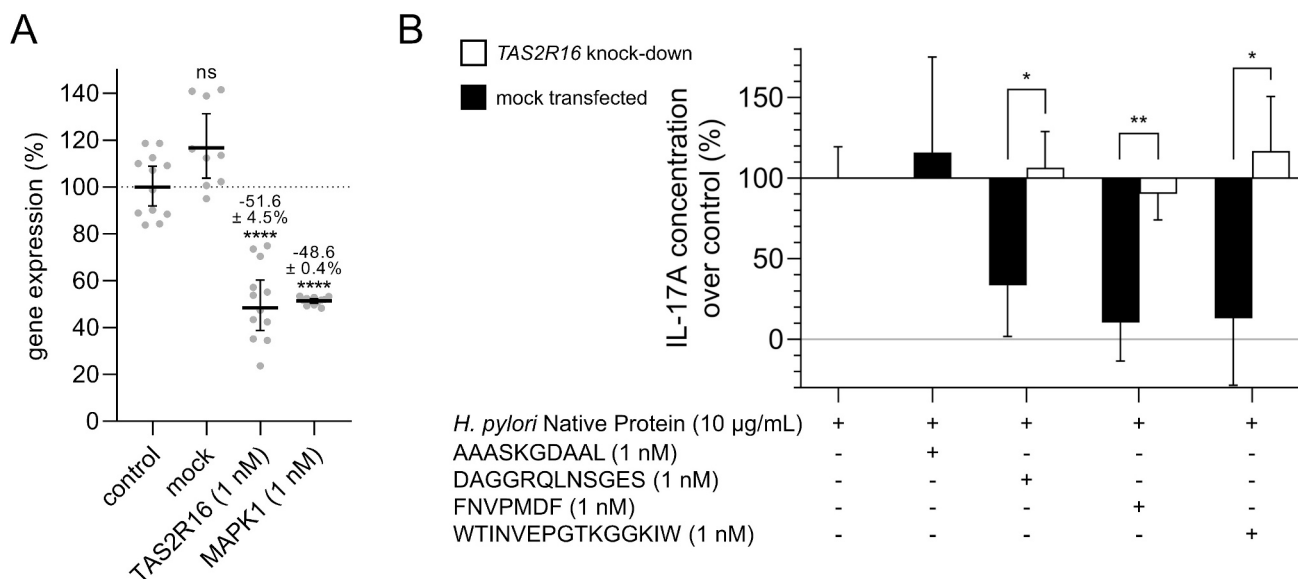 A
gene expression (%)
140
120
100
80
60
40
20
0
ns
-51.6
± 4.5%
****
-48.6
± 0.4%
****
control
mock
TAS2R16 (1 nM)
MAPK1 (1 nM)
B
TAS2R16 knock-down
mock transfected
IL-17A concentration
over control (%)
150
100
50
0
*
**
*
H. pylori Native Protein (10 µg/mL) + + + + +
AAASKGDAAL (1 nM) - + - - -
DAGGRQLNSGES (1 nM) - - + - -
FNVPMDF (1 nM) - - - + -
WTINVEPGTKGGKIW (1 nM) - - - - +